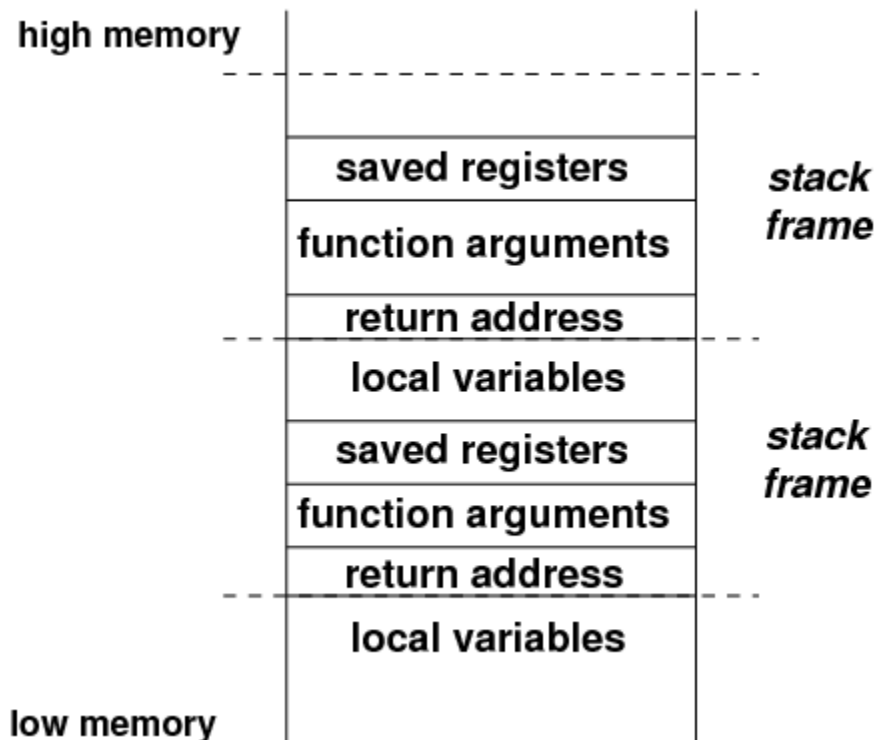 high memory
saved registers
stack
frame
function arguments
return address
local variables
saved registers
stack
frame
function arguments
return address
local variables
low memory